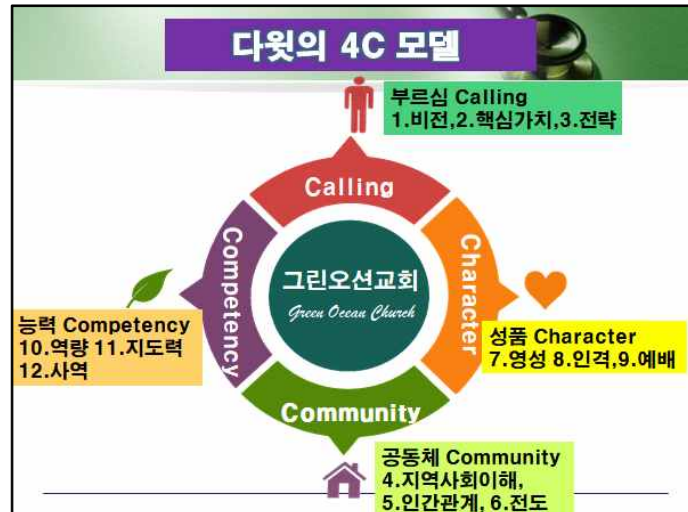 다윗의 4C 모델
부르심 Calling
1.비전,2.핵심가치,3.전략
Calling
Competency
Character
그린오션교회
Green Ocean Church
능력 Competency
10.역량 11.지도력
12.사역
성품 Character
7.영성 8.인격,9.예배
Community
공동체 Community
4.지역사회이해,
5.인간관계, 6.전도